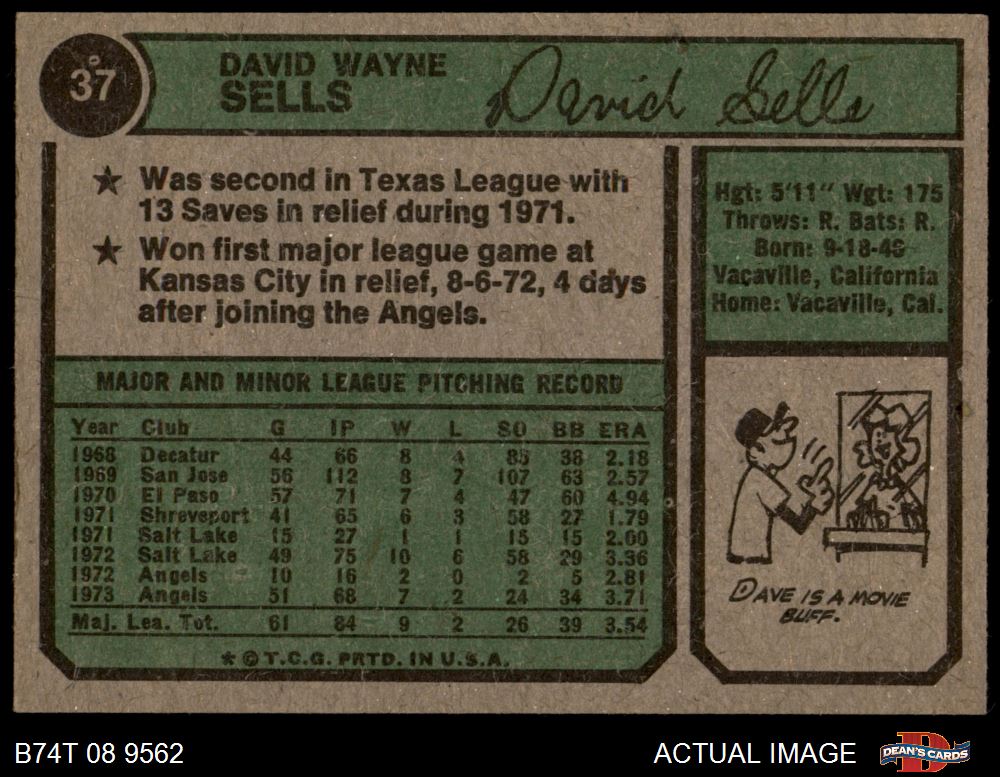 37
DAVID WAYNE
SELLS
David Sells
★ Was second in Texas League with
13 Saves in relief during 1971.
★ Won first major league game at
Kansas City in relief, 8-6-72, 4 days
after joining the Angels.
Hgt: 5'11" Wgt: 175
Throws: R. Bats: R.
Born: 9-18-46
Vacaville, California
Home: Vacaville, Cal.
MAJOR AND MINOR LEAGUE PITCHING RECORD
Year Club G IP W L SO BB ERA
1968 Decatur 44 66 8 4 85 38 2.18
1969 San Jose 56 112 8 7 107 63 2.57
1970 El Paso 57 71 7 4 47 60 4.94
1971 Shreveport 41 65 6 3 58 27 1.79
1971 Salt Lake 15 27 1 1 15 15 2.00
1972 Salt Lake 49 75 10 6 58 29 3.36
1972 Angels 10 16 2 0 2 5 2.81
1973 Angels 51 68 7 2 24 34 3.71
Maj. Lea. Tot. 61 84 9 2 26 39 3.54
* © T.C.G. PRTD. IN U.S.A.
DAVE IS A MOVIE
BUFF.
B74T 08 9562
ACTUAL IMAGE
DEAN'S CARDS